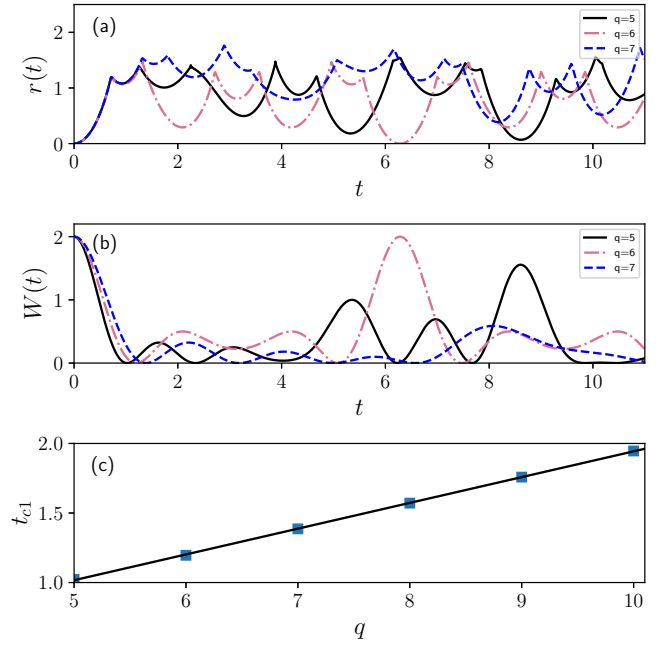 (a)
r(t)
2
1
0
q=5
q=6
q=7
0 2 4 6 8 10
t
(b)
W(t)
2
1
0
q=5
q=6
q=7
0 2 4 6 8 10
t
(c)
t_{c1}
2.0
1.5
1.0
5 6 7 8 9 10
q